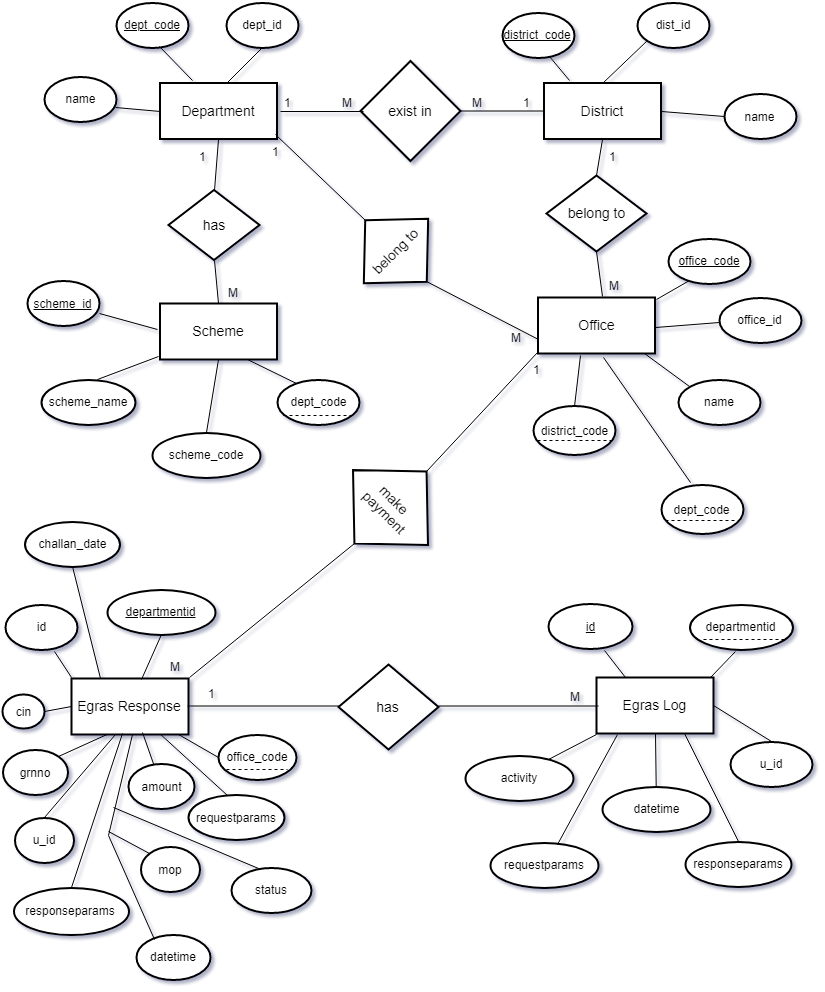 dept_code
dept_id
district_code
dist_id
name
Department
1
M
exist in
M
1
District
name
1
1
1
has
belong to
belong to
M
M
scheme_id
Scheme
office_code
Office
office_id
M
1
scheme_name
dept_code
name
scheme_code
district_code
dept_code
make
payment
challan_date
id
departmentid
id
departmentid
M
1
M
cin
Egras Response
has
Egras Log
grnno
office_code
u_id
amount
activity
requestparams
datetime
u_id
mop
requestparams
responseparams
status
responseparams
datetime